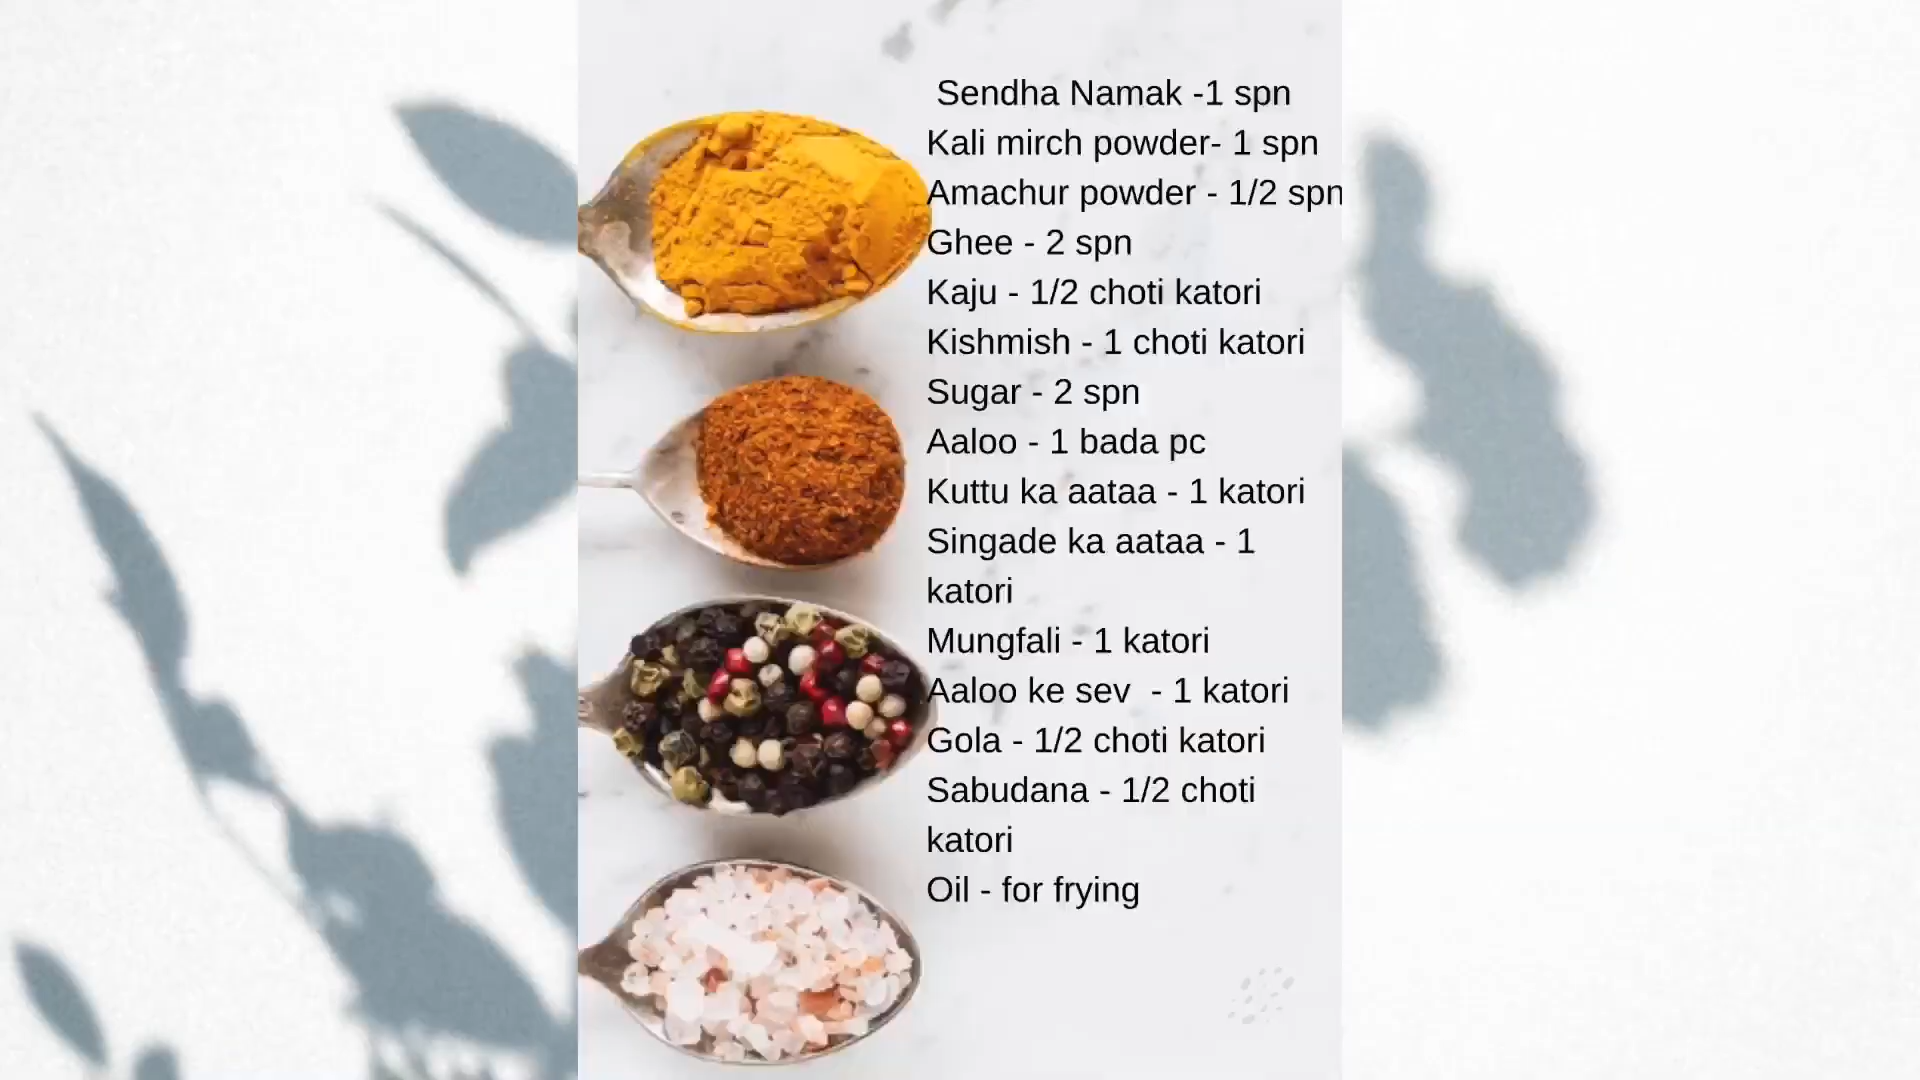 Sendha Namak -1 spn
Kali mirch powder- 1 spn
Amachur powder - 1/2 spn
Ghee - 2 spn
Kaju - 1/2 choti katori
Kishmish - 1 choti katori
Sugar - 2 spn
Aaloo - 1 bada pc
Kuttu ka aataa - 1 katori
Singade ka aataa - 1
katori
Mungfali - 1 katori
Aaloo ke sev  - 1 katori
Gola - 1/2 choti katori
Sabudana - 1/2 choti
katori
Oil - for frying